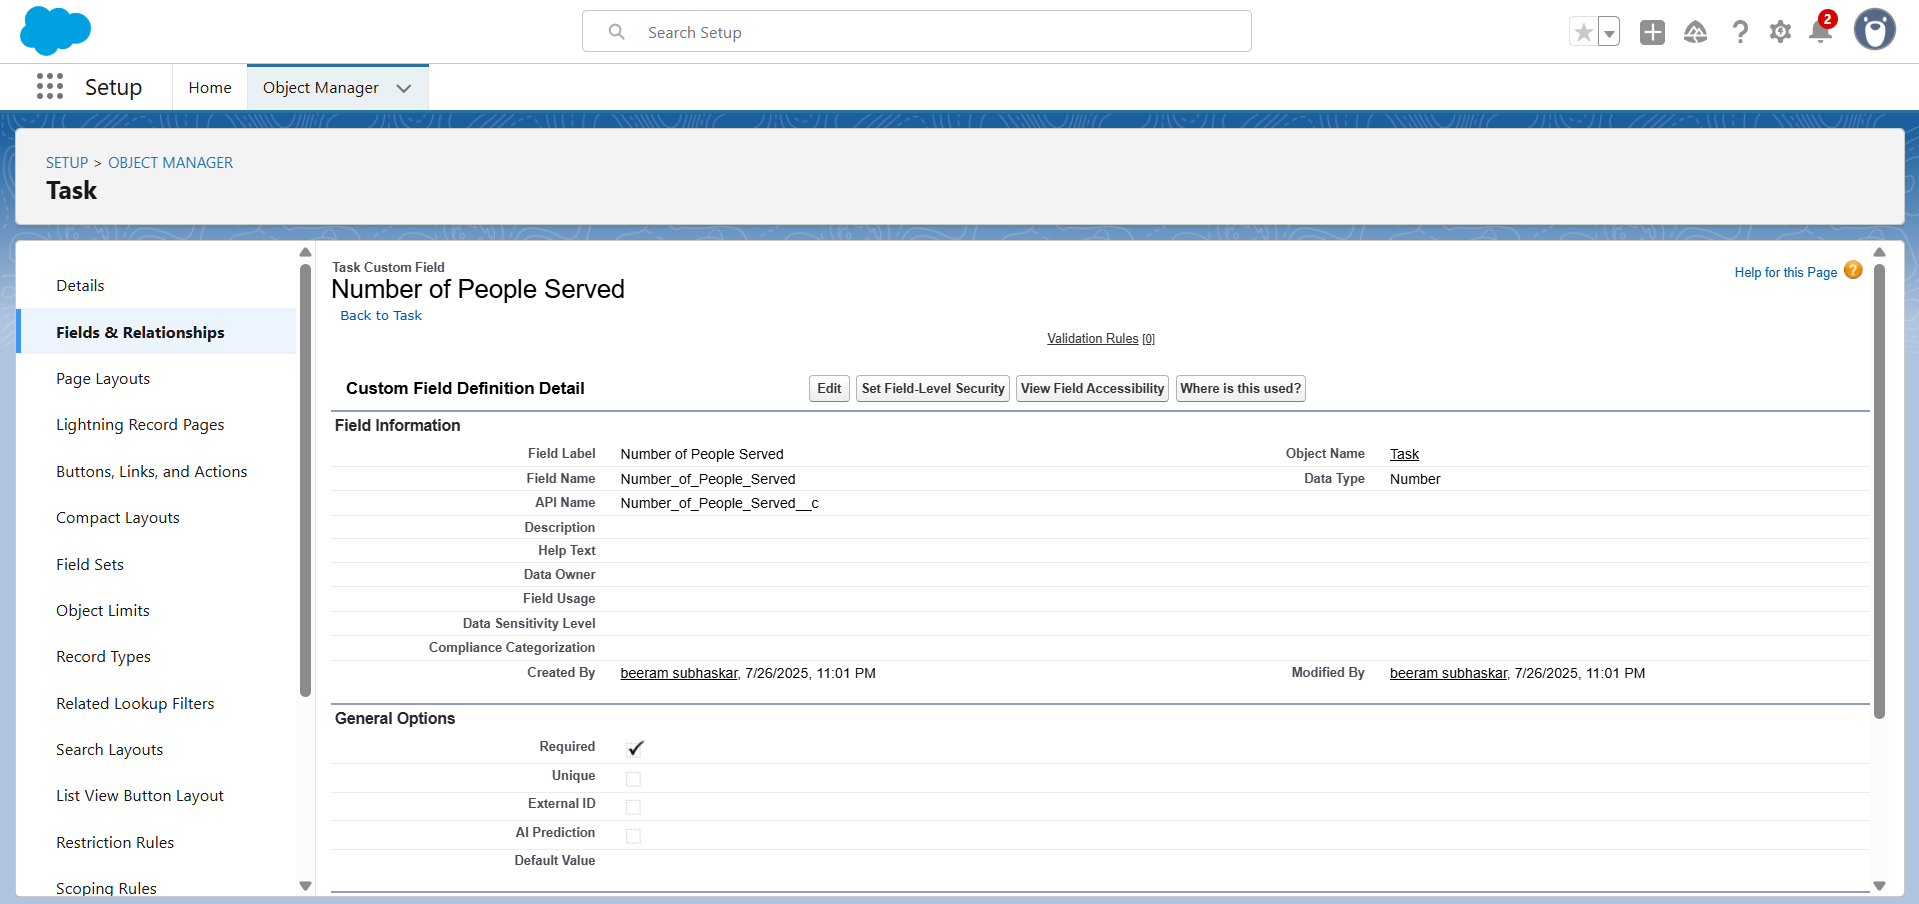 Search Setup
2
Setup
Home
Object Manager
SETUP > OBJECT MANAGER
Task
Details
Fields & Relationships
Page Layouts
Lightning Record Pages
Buttons, Links, and Actions
Compact Layouts
Field Sets
Object Limits
Record Types
Related Lookup Filters
Search Layouts
List View Button Layout
Restriction Rules
Scoping Rules
Task Custom Field
Number of People Served
Back to Task
Help for this Page ?
Validation Rules [0]
Custom Field Definition Detail
Edit
Set Field-Level Security
View Field Accessibility
Where is this used?
Field Information
Field Label Number of People Served Object Name Task
Field Name Number_of_People_Served Data Type Number
API Name Number_of_People_Served__c
Description
Help Text
Data Owner
Field Usage
Data Sensitivity Level
Compliance Categorization
Created By beeram subhaskar, 7/26/2025, 11:01 PM Modified By beeram subhaskar, 7/26/2025, 11:01 PM
General Options
Required
Unique
External ID
AI Prediction
Default Value